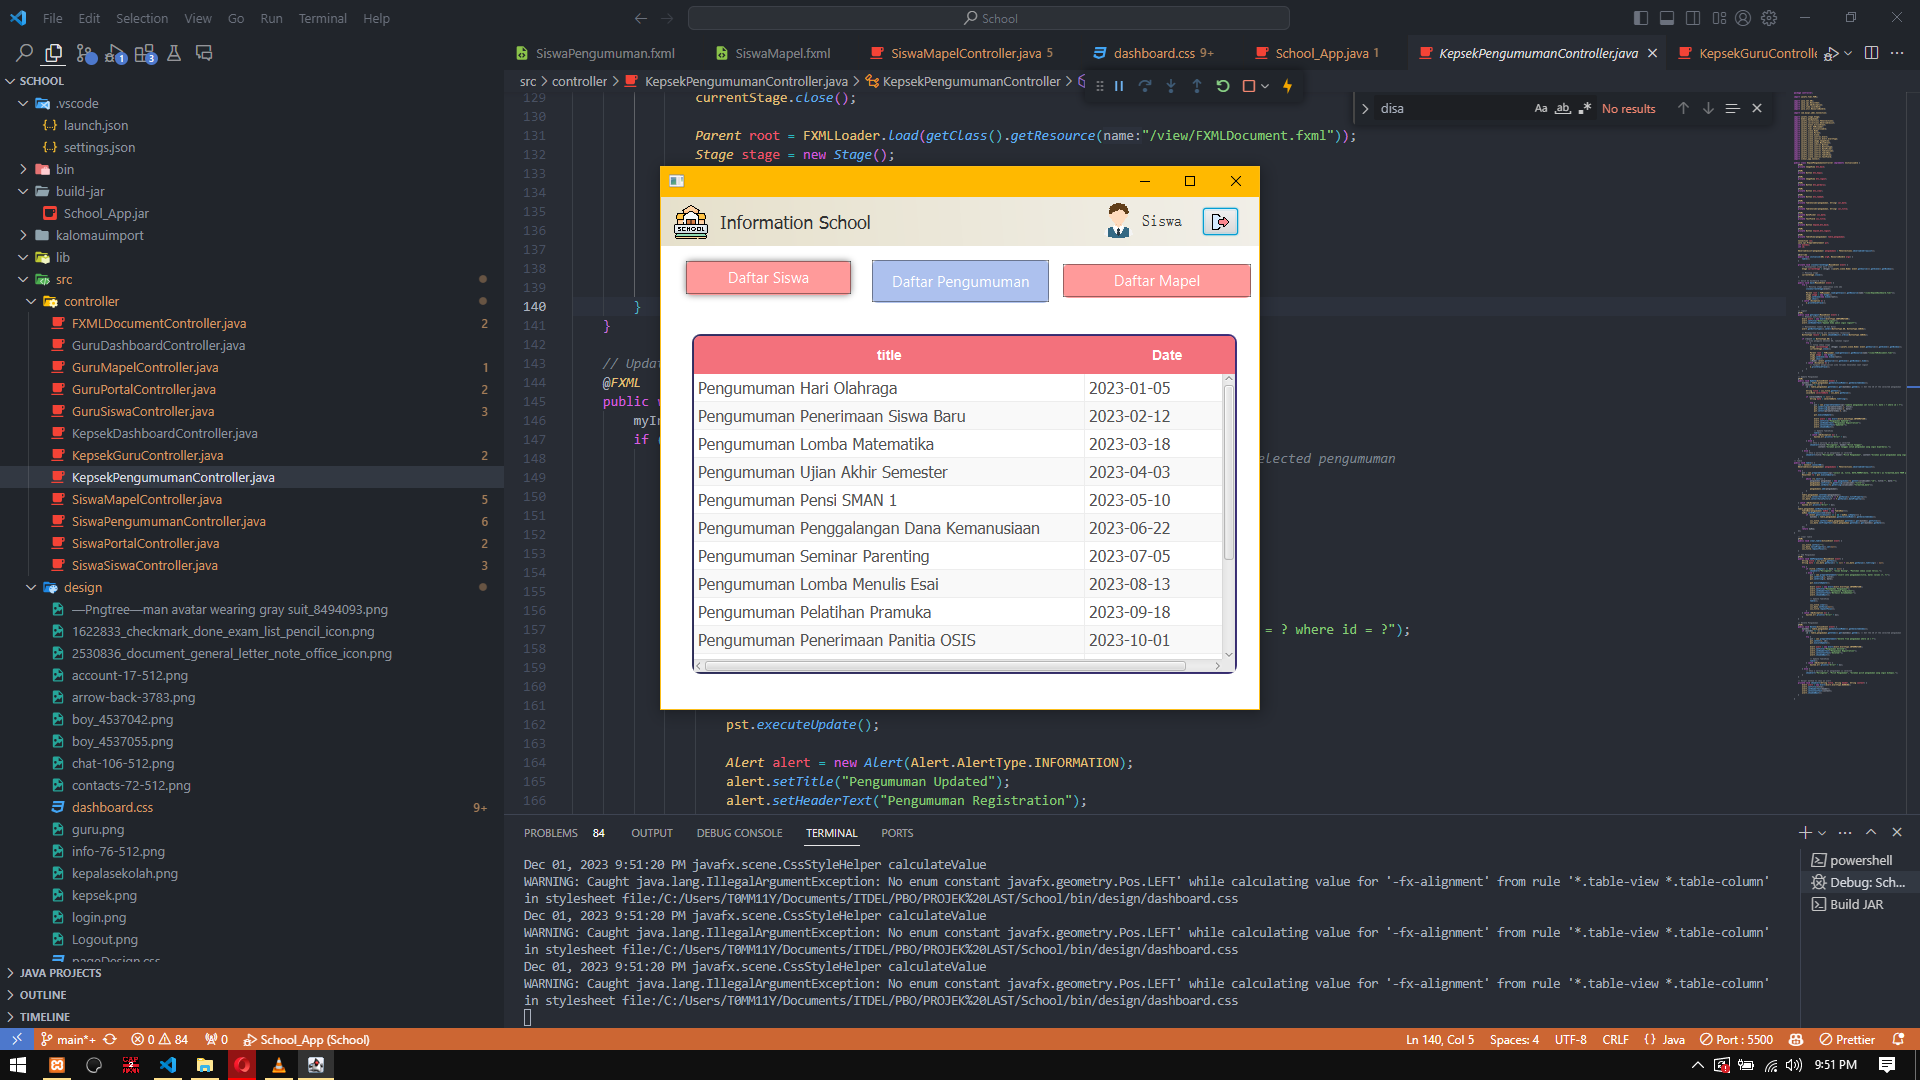 File Edit Selection View Go Run Terminal Help
School
SiswaPengumuman.fxml
SiswaMapel.fxml
SiswaMapelController.java 5
dashboard.css 9+
School_App.java 1
KepsekPengumumanController.java
KepsekGuruControlle
SCHOOL
.vscode
launch.json
settings.json
bin
build-jar
School_App.jar
kalomauimport
lib
src
controller
FXMLDocumentController.java 2
GuruDashboardController.java
GuruMapelController.java 1
GuruPortalController.java 2
GuruSiswaController.java 3
KepsekDashboardController.java
KepsekGuruController.java 2
KepsekPengumumanController.java
SiswaMapelController.java 5
SiswaPengumumanController.java 6
SiswaPortalController.java 2
SiswaSiswaController.java 3
design
—Pngtree—man avatar wearing gray suit_8494093.png
1622833_checkmark_done_exam_list_pencil_icon.png
2530836_document_general_letter_note_office_icon.png
account-17-512.png
arrow-back-3783.png
boy_4537042.png
boy_4537055.png
chat-106-512.png
contacts-72-512.png
dashboard.css 9+
guru.png
info-76-512.png
kepalasekolah.png
kepsek.png
login.png
Logout.png
pageDesign.css
JAVA PROJECTS
OUTLINE
TIMELINE
src > controller > KepsekPengumumanController.java > KepsekPengumumanController >
disa
Aa ab No results
129 currentStage.close();
130
131 Parent root = FXMLLoader.load(getClass().getResource(name:"/view/FXMLDocument.fxml"));
132 Stage stage = new Stage();
133
134
135
136
137
138
139
140 }
141 }
142
143 // Upda
144 @FXML
145 public v
146 myIn
147 if (
148 elected pengumuman
149
150
151
152
153
154
155
156
157 = ? where id = ?");
158
159
160
161
162 pst.executeUpdate();
163
164 Alert alert = new Alert(Alert.AlertType.INFORMATION);
165 alert.setTitle("Pengumuman Updated");
166 alert.setHeaderText("Pengumuman Registration");
SCHOOL
Information School
Siswa
Daftar Siswa
Daftar Pengumuman
Daftar Mapel
title Date
Pengumuman Hari Olahraga 2023-01-05
Pengumuman Penerimaan Siswa Baru 2023-02-12
Pengumuman Lomba Matematika 2023-03-18
Pengumuman Ujian Akhir Semester 2023-04-03
Pengumuman Pensi SMAN 1 2023-05-10
Pengumuman Penggalangan Dana Kemanusiaan 2023-06-22
Pengumuman Seminar Parenting 2023-07-05
Pengumuman Lomba Menulis Esai 2023-08-13
Pengumuman Pelatihan Pramuka 2023-09-18
Pengumuman Penerimaan Panitia OSIS 2023-10-01
PROBLEMS 84 OUTPUT DEBUG CONSOLE TERMINAL PORTS
Dec 01, 2023 9:51:20 PM javafx.scene.CssStyleHelper calculateValue
WARNING: Caught java.lang.IllegalArgumentException: No enum constant javafx.geometry.Pos.LEFT' while calculating value for '-fx-alignment' from rule '*.table-view *.table-column'
in stylesheet file:/C:/Users/T0MM11Y/Documents/ITDEL/PBO/PROJEK%20LAST/School/bin/design/dashboard.css
Dec 01, 2023 9:51:20 PM javafx.scene.CssStyleHelper calculateValue
WARNING: Caught java.lang.IllegalArgumentException: No enum constant javafx.geometry.Pos.LEFT' while calculating value for '-fx-alignment' from rule '*.table-view *.table-column'
in stylesheet file:/C:/Users/T0MM11Y/Documents/ITDEL/PBO/PROJEK%20LAST/School/bin/design/dashboard.css
Dec 01, 2023 9:51:20 PM javafx.scene.CssStyleHelper calculateValue
WARNING: Caught java.lang.IllegalArgumentException: No enum constant javafx.geometry.Pos.LEFT' while calculating value for '-fx-alignment' from rule '*.table-view *.table-column'
in stylesheet file:/C:/Users/T0MM11Y/Documents/ITDEL/PBO/PROJEK%20LAST/School/bin/design/dashboard.css
powershell
Debug: Sch...
Build JAR
main*+ 0 84 0 School_App (School)
Ln 140, Col 5 Spaces: 4 UTF-8 CRLF {} Java Port : 5500 Prettier
9:51 PM